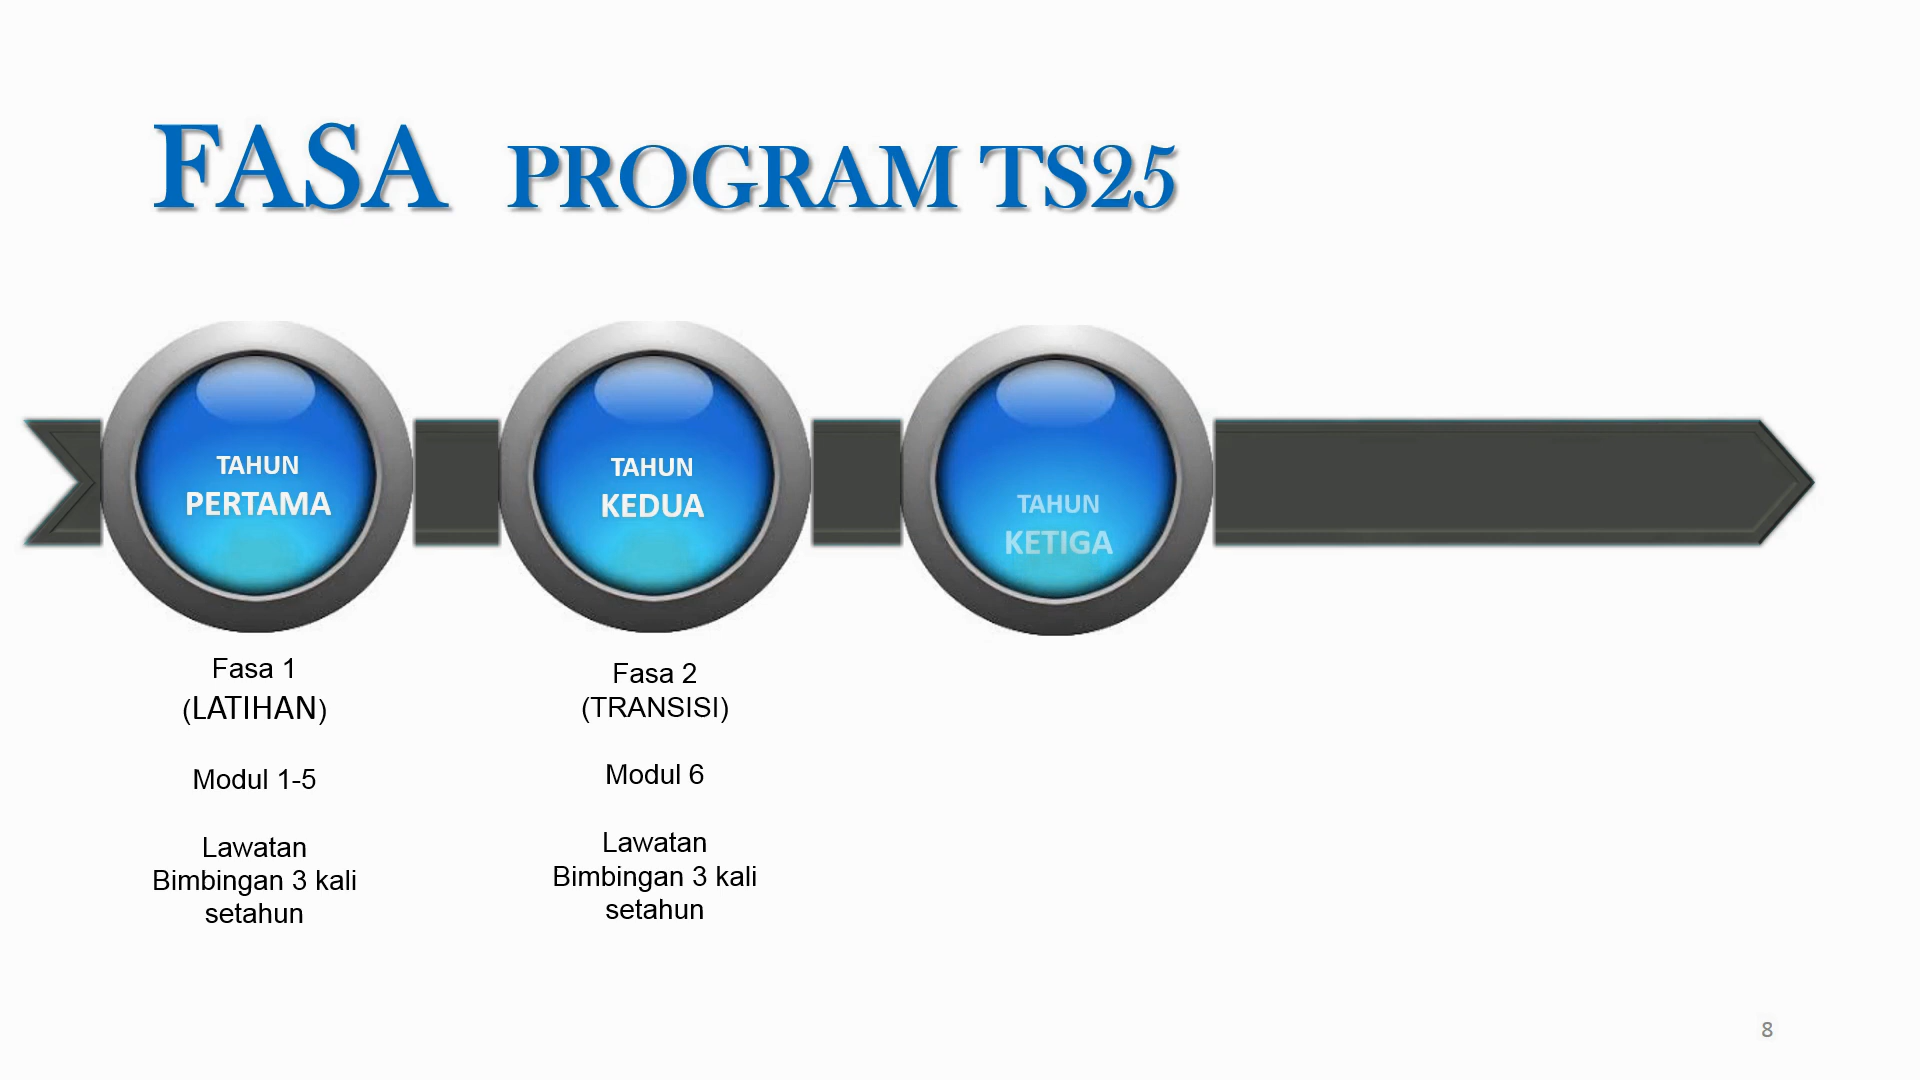 FASA PROGRAM TS25
TAHUN
PERTAMA
TAHUN
KEDUA
TAHUN
KETIGA
Fasa 1
(LATIHAN)
Modul 1-5
Lawatan
Bimbingan 3 kali
setahun
Fasa 2
(TRANSISI)
Modul 6
Lawatan
Bimbingan 3 kali
setahun
8